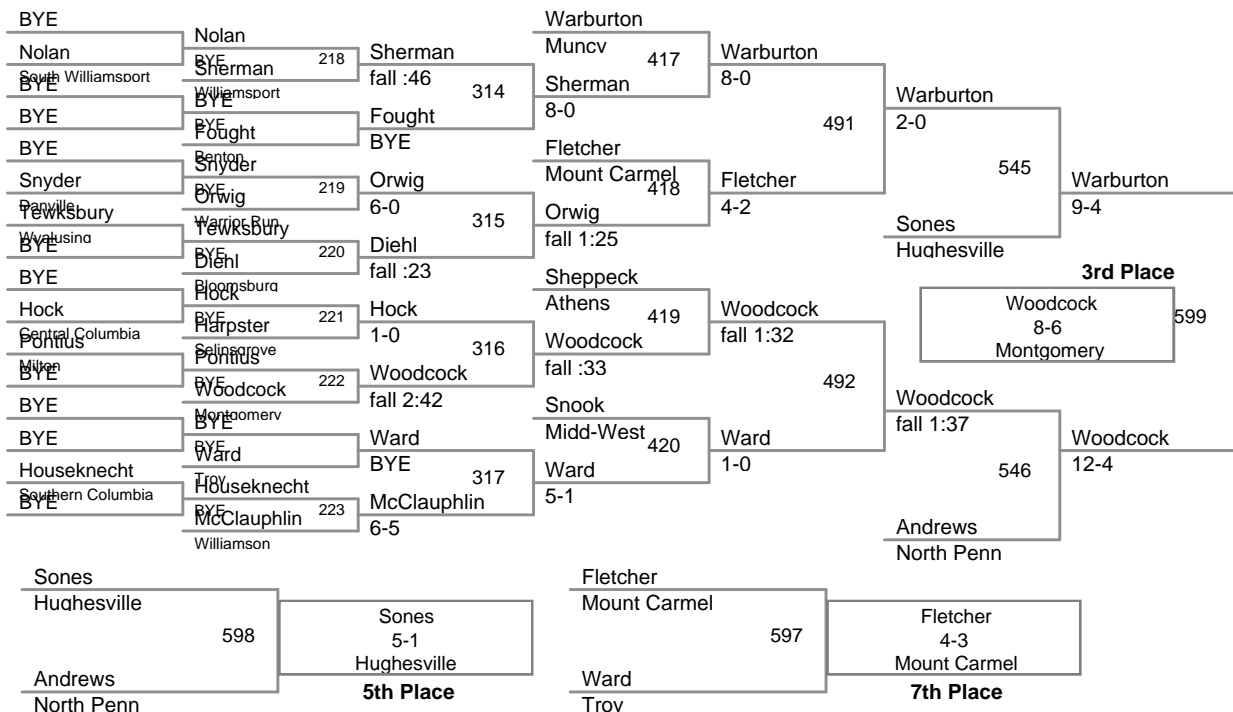 BYE
Nolan
South Williamsport
BYE
BYE
BYE
Snyder
Danville
Tewksbury
Wyalusing
BYE
BYE
Hock
Central Columbia
Pontius
Milton
BYE
BYE
BYE
Houseknecht
Southern Columbia
BYE
Nolan
BYE
218
Sherman
Williamsport
BYE
BYE
Fought
Benton
Snyder
BYE
219
Orwig
Warrior Run
Tewksbury
BYE
220
Diehl
Bloomsburg
Hock
BYE
221
Harpster
Selinsgrove
Pontius
BYE
222
Woodcock
Montgomery
BYE
BYE
Ward
Troy
Houseknecht
BYE
223
McClauphlin
Williamson
Sherman
fall :46
314
Fought
BYE
Orwig
6-0
315
Diehl
fall :23
Hock
1-0
316
Woodcock
fall 2:42
Ward
BYE
317
McClauphlin
6-5
Warburton
Muncy
417
Sherman
8-0
Fletcher
Mount Carmel
418
Orwig
fall 1:25
Sheppeck
Athens
419
Woodcock
fall :33
Snook
Midd-West
420
Ward
5-1
Warburton
8-0
491
Fletcher
4-2
Woodcock
fall 1:32
492
Ward
1-0
Warburton
2-0
545
Sones
Hughesville
Woodcock
fall 1:37
546
Andrews
North Penn
Warburton
9-4
3rd Place
Woodcock
8-6
Montgomery
599
Woodcock
12-4
Sones
Hughesville
598
Andrews
North Penn
Sones
5-1
Hughesville
5th Place
Fletcher
Mount Carmel
597
Ward
Troy
Fletcher
4-3
Mount Carmel
7th Place